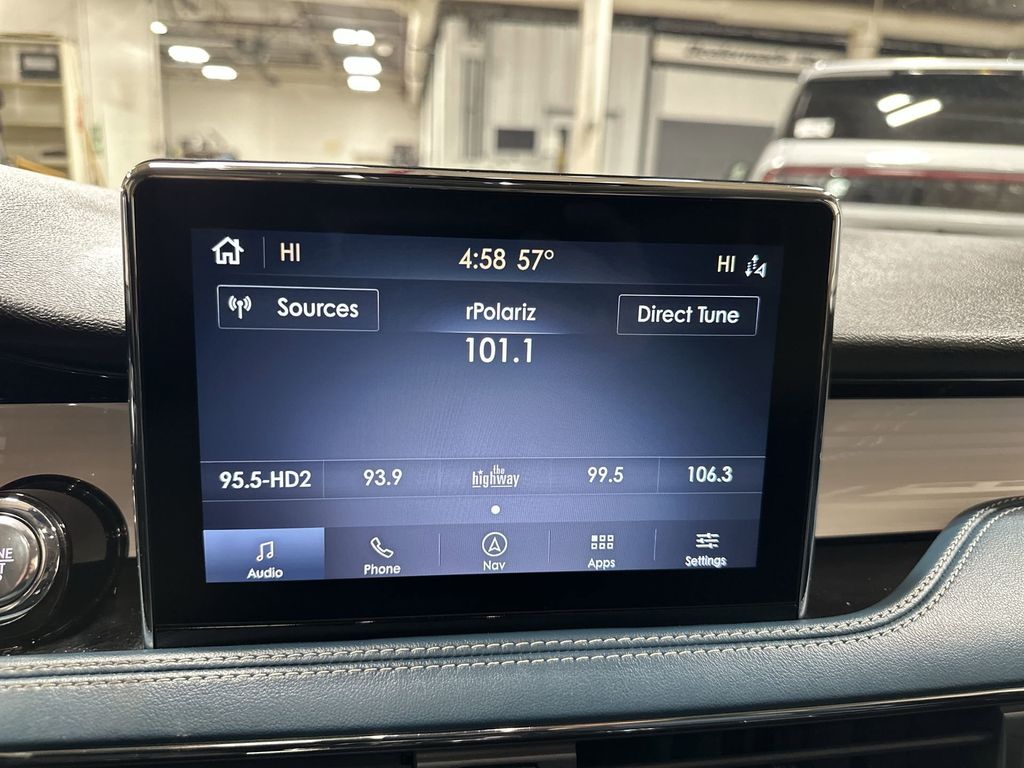 HI 4:58 57° HI
Sources rPolariz Direct Tune
101.1
95.5-HD2 93.9 the highway 99.5 106.3
Audio Phone Nav Apps Settings